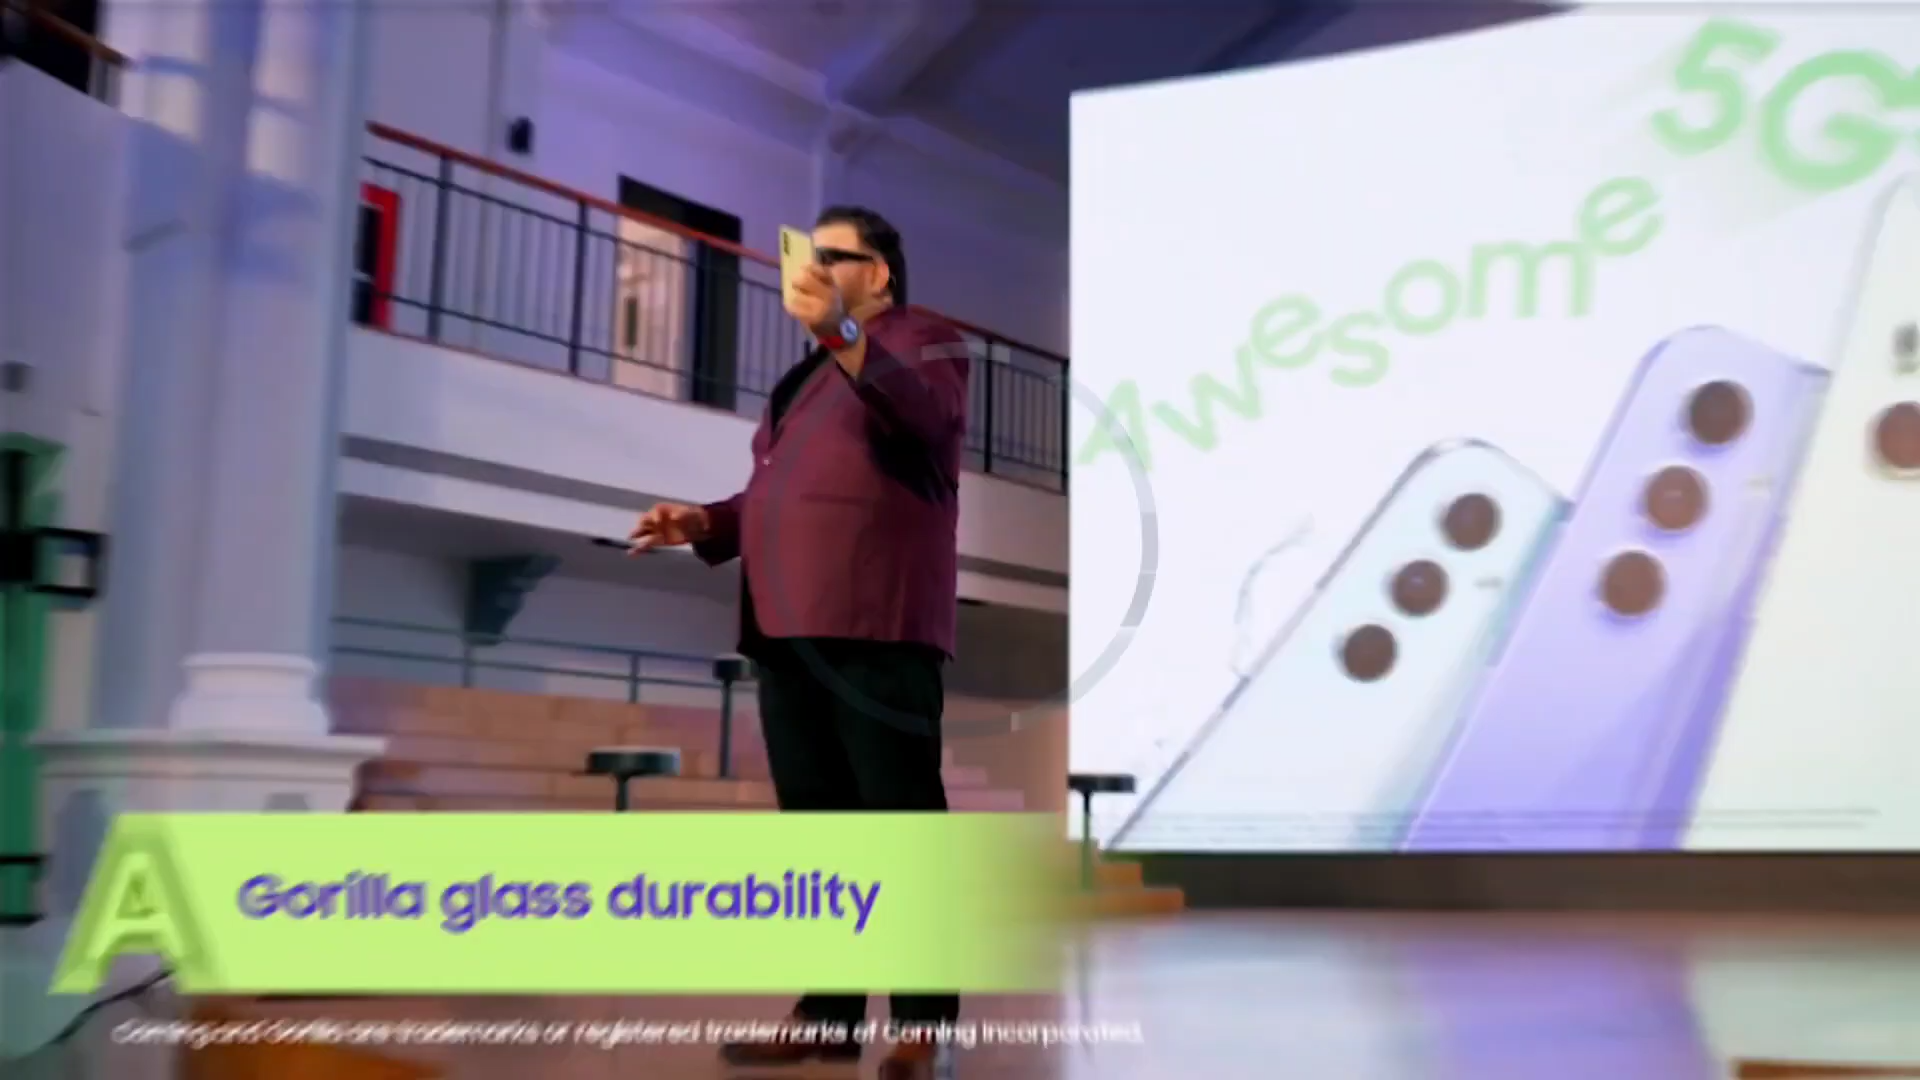 5G
Awesome
A
Gorilla glass durability
Corning and Gorilla are trademarks or registered trademarks of Corning Incorporated.